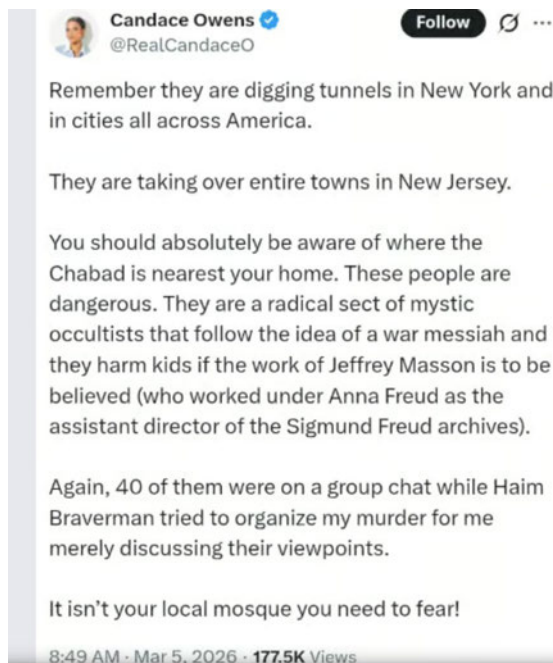 Candace Owens
Follow
@RealCandaceO
Remember they are digging tunnels in New York and
in cities all across America.
They are taking over entire towns in New Jersey.
You should absolutely be aware of where the
Chabad is nearest your home. These people are
dangerous. They are a radical sect of mystic
occultists that follow the idea of a war messiah and
they harm kids if the work of Jeffrey Masson is to be
believed (who worked under Anna Freud as the
assistant director of the Sigmund Freud archives).
Again, 40 of them were on a group chat while Haim
Braverman tried to organize my murder for me
merely discussing their viewpoints.
It isn’t your local mosque you need to fear!
8:49 AM · Mar 5, 2026 · 177.5K Views